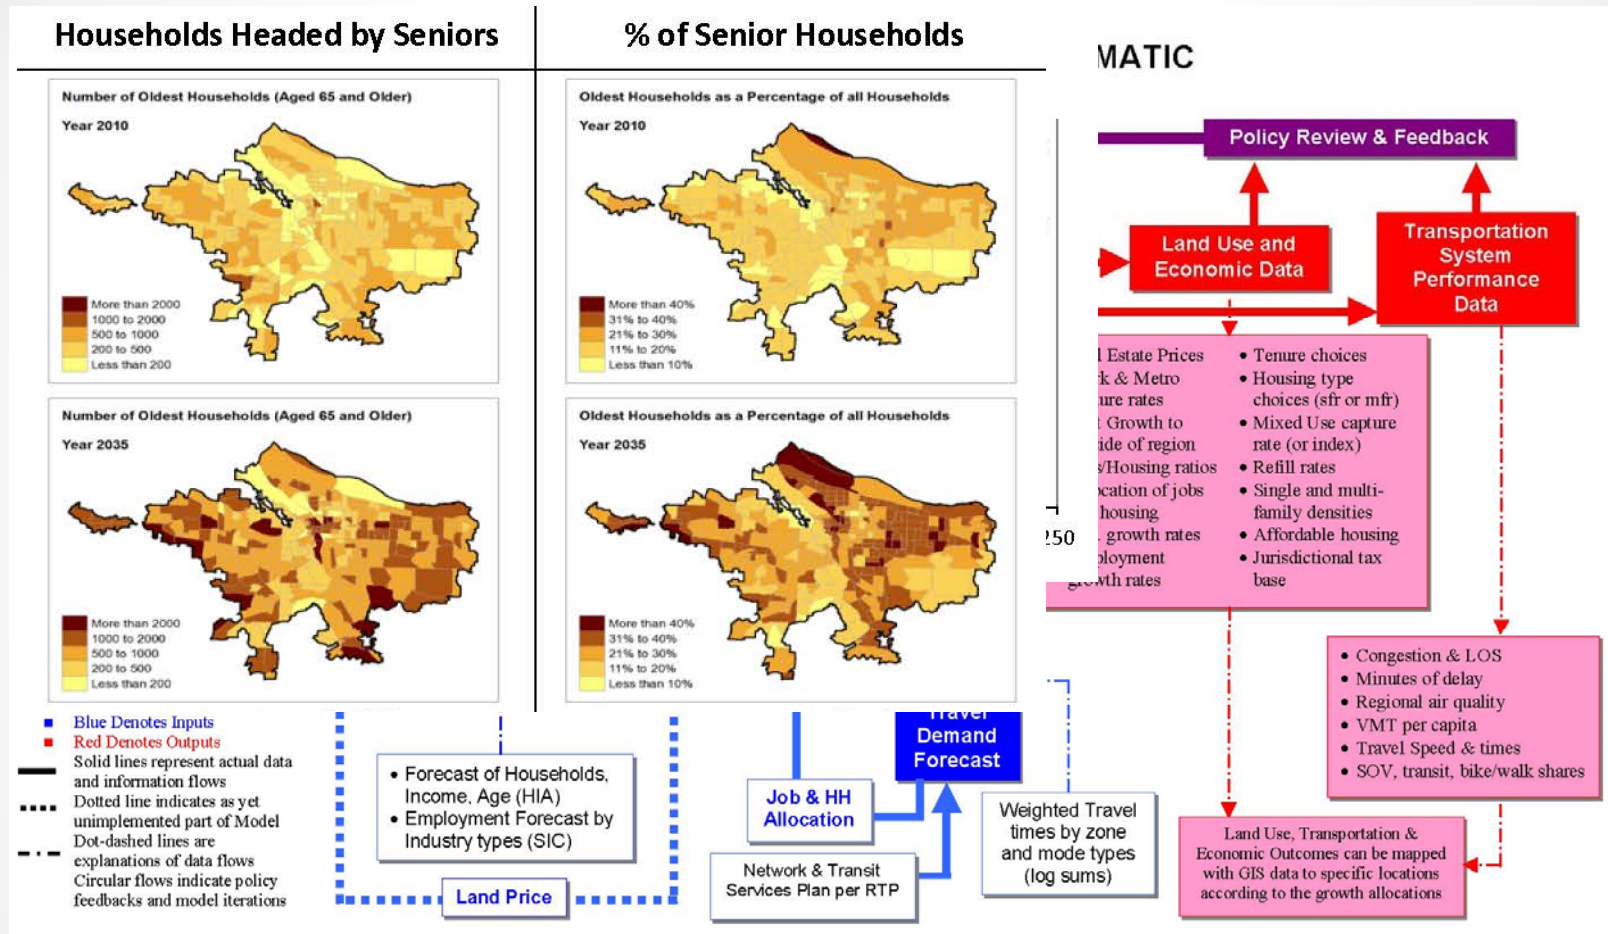 Households Headed by Seniors
% of Senior Households
Number of Oldest Households (Aged 65 and Older)
Year 2010
More than 2000
1000 to 2000
500 to 1000
200 to 500
Less than 200
Oldest Households as a Percentage of all Households
Year 2010
More than 40%
31% to 40%
21% to 30%
11% to 20%
Less than 10%
Number of Oldest Households (Aged 65 and Older)
Year 2035
More than 2000
1000 to 2000
500 to 1000
200 to 500
Less than 200
Oldest Households as a Percentage of all Households
Year 2035
More than 40%
31% to 40%
21% to 30%
11% to 20%
Less than 10%
MATIC
Policy Review & Feedback
Land Use and
Economic Data
Transportation
System
Performance
Data
l Estate Prices
rk & Metro
ure rates
t Growth to
ide of region
s/Housing ratios
ocation of jobs
housing
. growth rates
ployment
growth rates
• Tenure choices
• Housing type
choices (sfr or mfr)
• Mixed Use capture
rate (or index)
• Refill rates
• Single and multi-
family densities
• Affordable housing
• Jurisdictional tax
base
250
• Congestion & LOS
• Minutes of delay
• Regional air quality
• VMT per capita
• Travel Speed & times
• SOV, transit, bike/walk shares
Blue Denotes Inputs
Red Denotes Outputs
Solid lines represent actual data
and information flows
Dotted line indicates as yet
unimplemented part of Model
Dot-dashed lines are
explanations of data flows
Circular flows indicate policy
feedbacks and model iterations
• Forecast of Households,
Income, Age (HIA)
• Employment Forecast by
Industry types (SIC)
Land Price
Travel
Demand
Forecast
Job & HH
Allocation
Network & Transit
Services Plan per RTP
Weighted Travel
times by zone
and mode types
(log sums)
Land Use, Transportation &
Economic Outcomes can be mapped
with GIS data to specific locations
according to the growth allocations